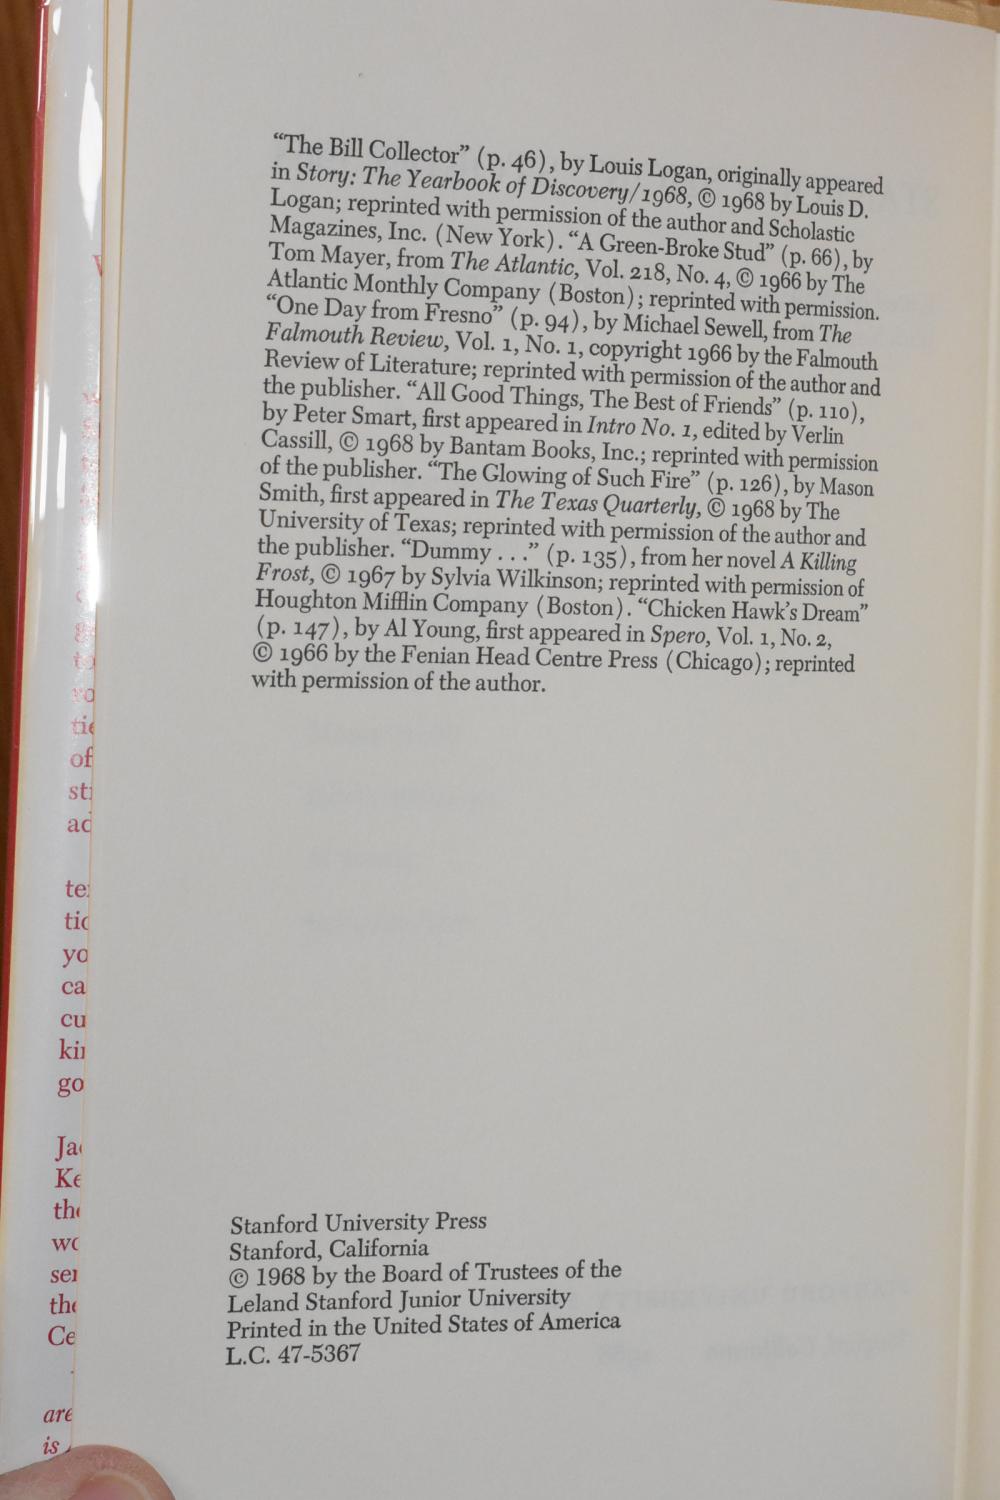 “The Bill Collector” (p. 46), by Louis Logan, originally appeared
in Story: The Yearbook of Discovery/1968, © 1968 by Louis D.
Logan; reprinted with permission of the author and Scholastic
Magazines, Inc. (New York). “A Green-Broke Stud” (p. 66), by
Tom Mayer, from The Atlantic, Vol. 218, No. 4, © 1966 by The
Atlantic Monthly Company (Boston); reprinted with permission.
“One Day from Fresno” (p. 94), by Michael Sewell, from The
Falmouth Review, Vol. 1, No. 1, copyright 1966 by the Falmouth
Review of Literature; reprinted with permission of the author and
the publisher. “All Good Things, The Best of Friends” (p. 110),
by Peter Smart, first appeared in Intro No. 1, edited by Verlin
Cassill, © 1968 by Bantam Books, Inc.; reprinted with permission
of the publisher. “The Glowing of Such Fire” (p. 126), by Mason
Smith, first appeared in The Texas Quarterly, © 1968 by The
University of Texas; reprinted with permission of the author and
the publisher. “Dummy . . .” (p. 135), from her novel A Killing
Frost, © 1967 by Sylvia Wilkinson; reprinted with permission of
Houghton Mifflin Company (Boston). “Chicken Hawk’s Dream”
(p. 147), by Al Young, first appeared in Spero, Vol. 1, No. 2,
© 1966 by the Fenian Head Centre Press (Chicago); reprinted
with permission of the author.
Stanford University Press
Stanford, California
© 1968 by the Board of Trustees of the
Leland Stanford Junior University
Printed in the United States of America
L.C. 47-5367